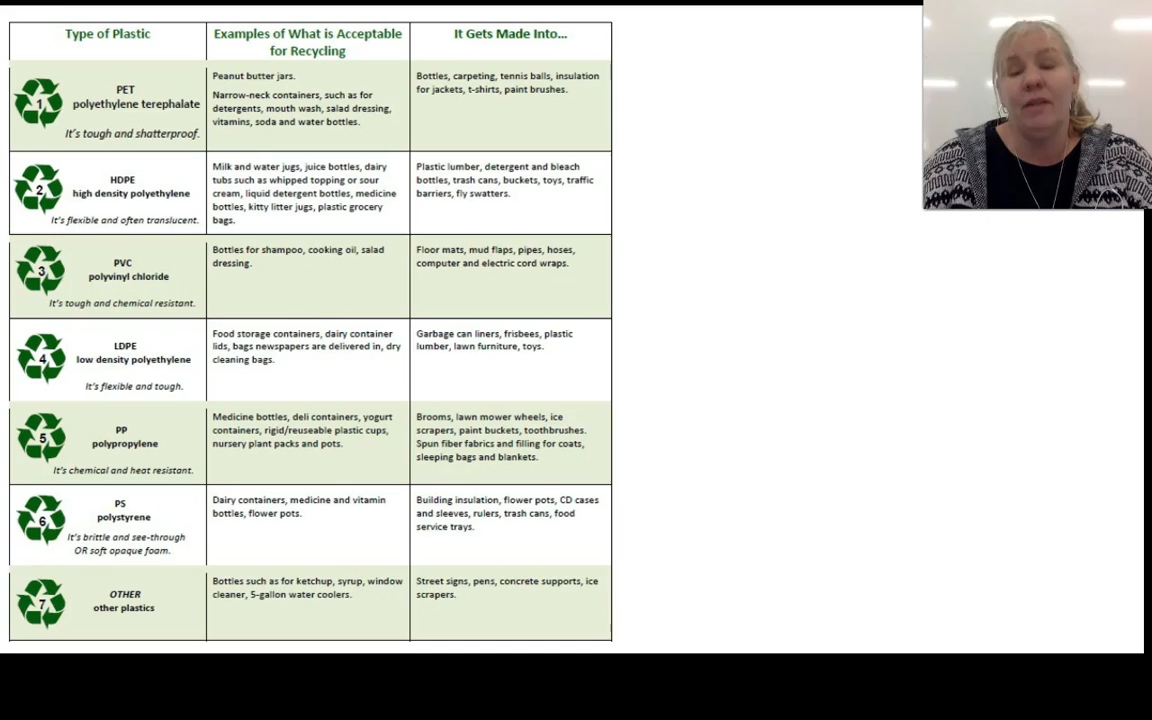 Type of Plastic
Examples of What is Acceptable
for Recycling
It Gets Made Into...
1
PET
polyethylene terephalate
It's tough and shatterproof.
Peanut butter jars.
Narrow-neck containers, such as for
detergents, mouth wash, salad dressing,
vitamins, soda and water bottles.
Bottles, carpeting, tennis balls, insulation
for jackets, t-shirts, paint brushes.
2
HDPE
high density polyethylene
It's flexible and often translucent.
Milk and water jugs, juice bottles, dairy
tubs such as whipped topping or sour
cream, liquid detergent bottles, medicine
bottles, kitty litter jugs, plastic grocery
bags.
Plastic lumber, detergent and bleach
bottles, trash cans, buckets, toys, traffic
barriers, fly swatters.
3
PVC
polyvinyl chloride
It's tough and chemical resistant.
Bottles for shampoo, cooking oil, salad
dressing.
Floor mats, mud flaps, pipes, hoses,
computer and electric cord wraps.
4
LDPE
low density polyethylene
It's flexible and tough.
Food storage containers, dairy container
lids, bags newspapers are delivered in, dry
cleaning bags.
Garbage can liners, frisbees, plastic
lumber, lawn furniture, toys.
5
PP
polypropylene
It's chemical and heat resistant.
Medicine bottles, deli containers, yogurt
containers, rigid/reuseable plastic cups,
nursery plant packs and pots.
Brooms, lawn mower wheels, ice
scrapers, paint buckets, toothbrushes.
Spun fiber fabrics and filling for coats,
sleeping bags and blankets.
6
PS
polystyrene
It's brittle and see-through
OR soft opaque foam.
Dairy containers, medicine and vitamin
bottles, flower pots.
Building insulation, flower pots, CD cases
and sleeves, rulers, trash cans, food
service trays.
7
OTHER
other plastics
Bottles such as for ketchup, syrup, window
cleaner, 5-gallon water coolers.
Street signs, pens, concrete supports, ice
scrapers.